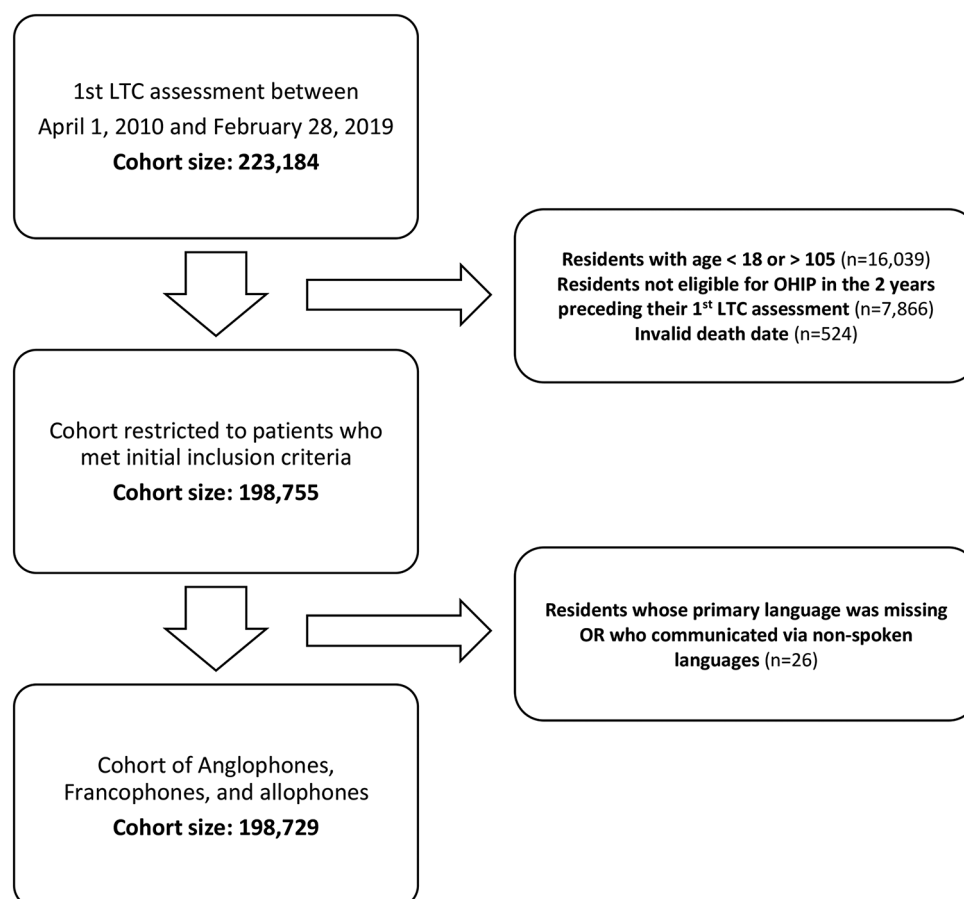 1st LTC assessment between
April 1, 2010 and February 28, 2019
Cohort size: 223,184
Residents with age < 18 or > 105 (n=16,039)
Residents not eligible for OHIP in the 2 years
preceding their 1st LTC assessment (n=7,866)
Invalid death date (n=524)
Cohort restricted to patients who
met initial inclusion criteria
Cohort size: 198,755
Residents whose primary language was missing
OR who communicated via non-spoken
languages (n=26)
Cohort of Anglophones,
Francophones, and allophones
Cohort size: 198,729